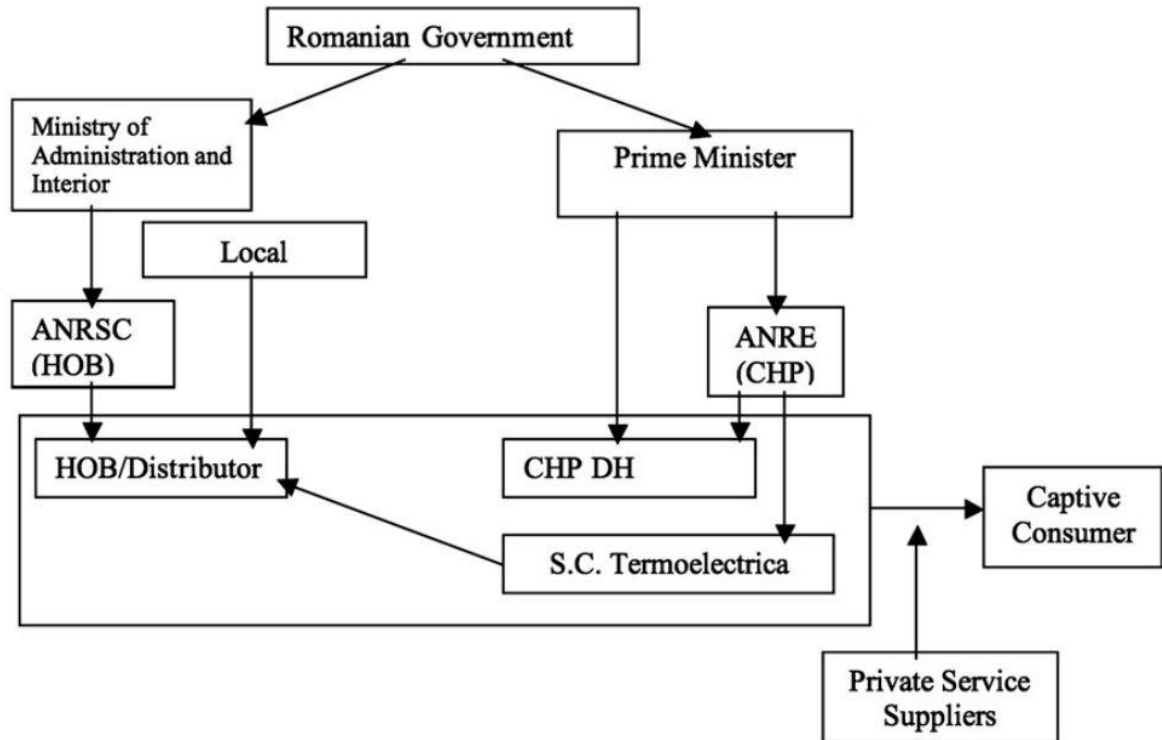 Romanian Government
Ministry of
Administration and
Interior
Prime Minister
Local
ANRSC
(HOB)
ANRE
(CHP)
HOB/Distributor
CHP DH
S.C. Termoelectrica
Captive
Consumer
Private Service
Suppliers